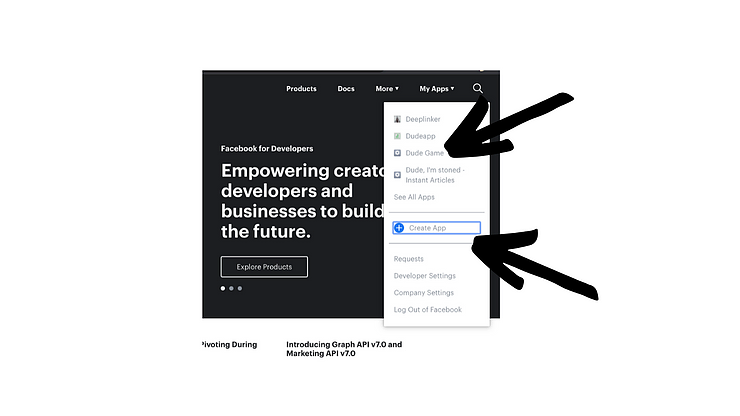 Products Docs More ▾ My Apps ▾
Deeplinker
Dudeapp
Dude Game
Dude, I'm stoned -
Instant Articles
See All Apps
Create App
Requests
Developer Settings
Company Settings
Log Out of Facebook
Facebook for Developers
Empowering creato
developers and
businesses to build
the future.
Explore Products
Pivoting During
Introducing Graph API v7.0 and
Marketing API v7.0